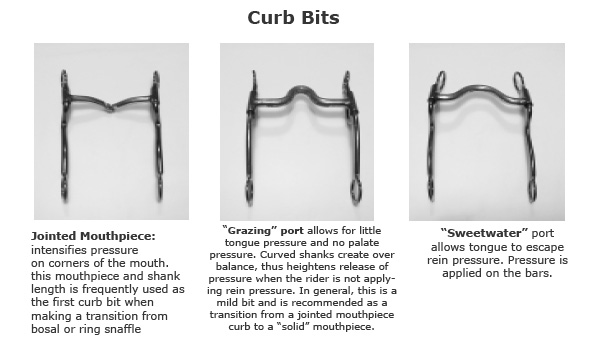 Curb Bits
Jointed Mouthpiece:
intensifies pressure
on corners of the mouth.
this mouthpiece and shank
length is frequently used as
the first curb bit when
making a transition from
bosal or ring snaffle
“Grazing” port allows for little
tongue pressure and no palate
pressure. Curved shanks create over
balance, thus heightens release of
pressure when the rider is not apply-
ing rein pressure. In general, this is a
mild bit and is recommended as a
transition from a jointed mouthpiece
curb to a “solid” mouthpiece.
“Sweetwater” port
allows tongue to escape
rein pressure. Pressure is
applied on the bars.